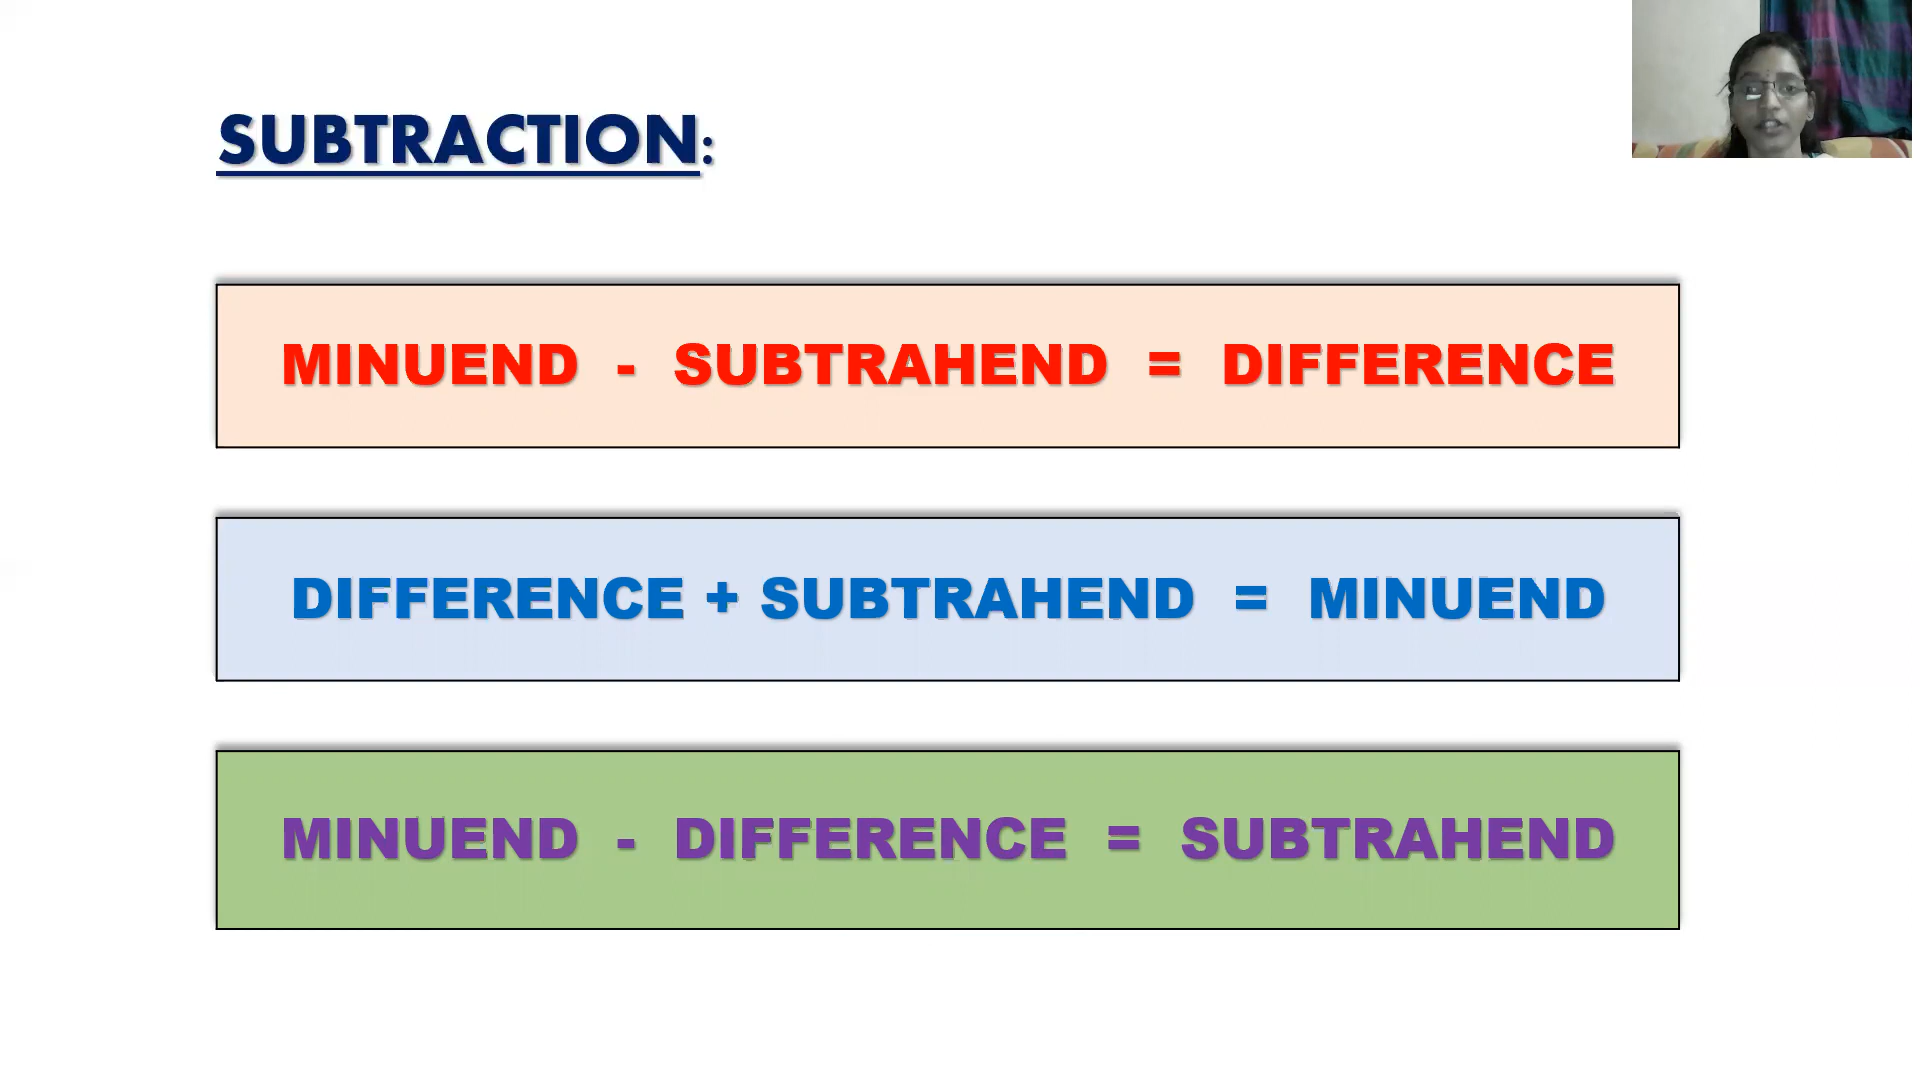 SUBTRACTION:
MINUEND - SUBTRAHEND = DIFFERENCE
DIFFERENCE + SUBTRAHEND = MINUEND
MINUEND - DIFFERENCE = SUBTRAHEND